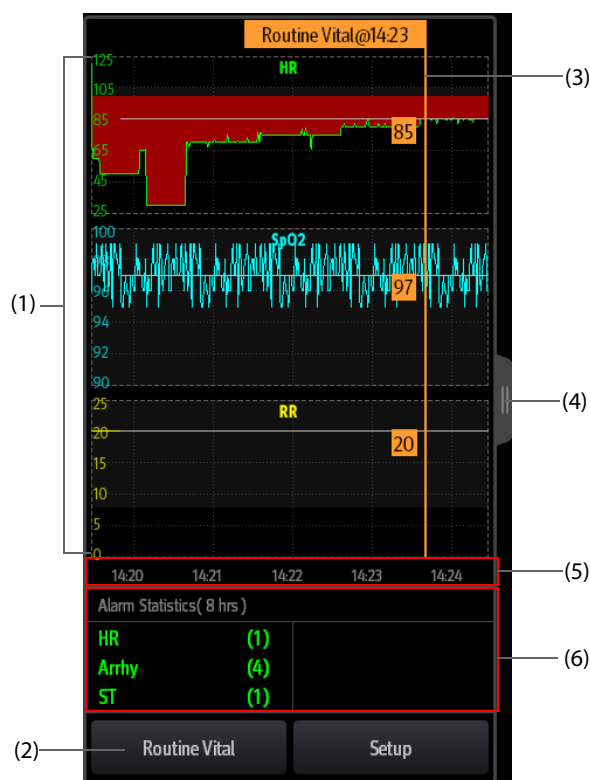 Routine Vital@14:23
HR
125
105
85
65
45
25
85
SpO2
100
98
96
94
92
90
97
RR
25
20
15
10
5
0
20
14:20 14:21 14:22 14:23 14:24
Alarm Statistics( 8 hrs )
HR (1)
Arrhy (4)
ST (1)
Routine Vital Setup
(1)
(2)
(3)
(4)
(5)
(6)